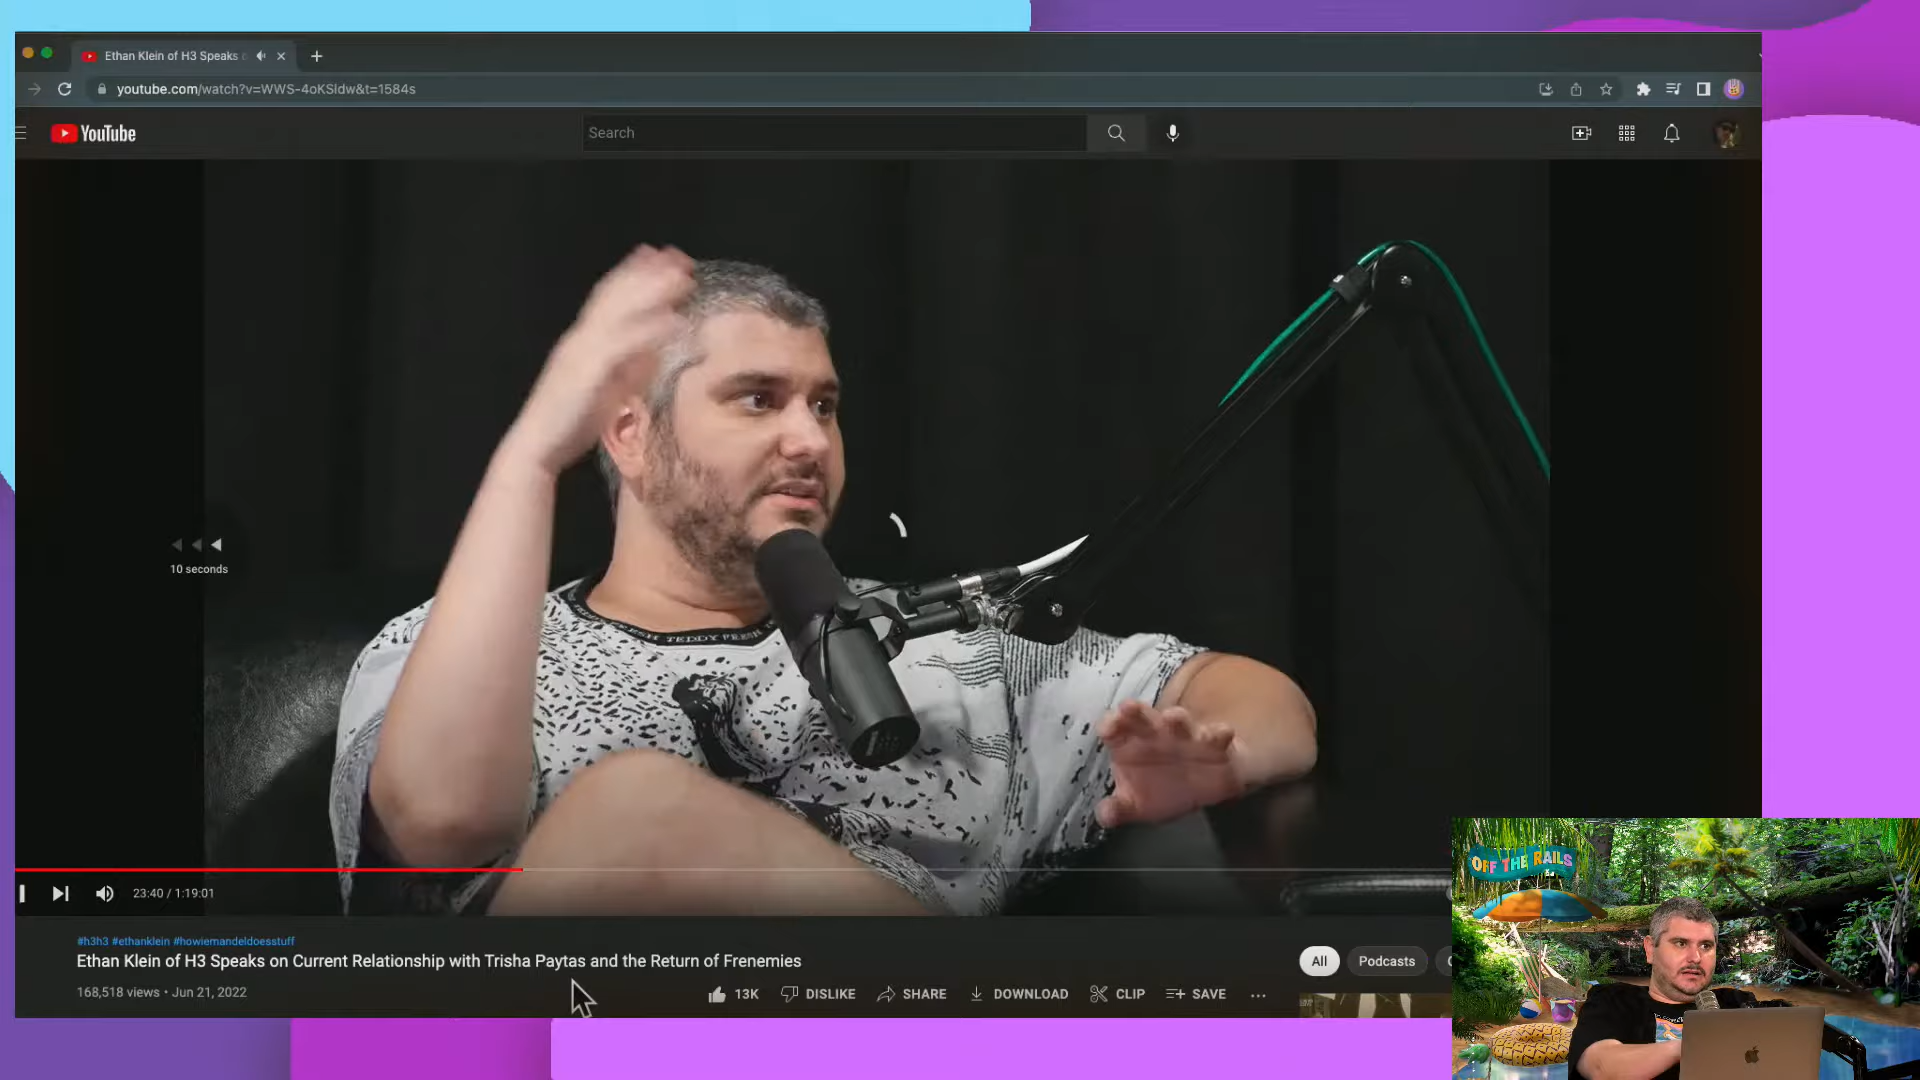 Ethan Klein of H3 Speaks
youtube.com/watch?v=WWS-4oKSldw&t=1584s
YouTube
Search
TEDDY FRESH
10 seconds
23:40 / 1:19:01
#h3h3 #ethanklein #howiemandeldoesstuff
Ethan Klein of H3 Speaks on Current Relationship with Trisha Paytas and the Return of Frenemies
All
Podcasts
168,518 views • Jun 21, 2022
13K
DISLIKE
SHARE
DOWNLOAD
CLIP
SAVE
OFF THE RAILS